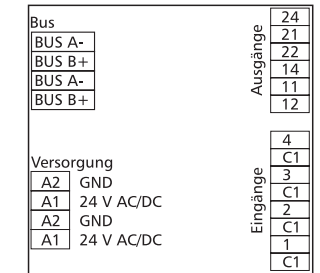 Bus
BUS A-
BUS B+
BUS A-
BUS B+
Versorgung
A2 GND
A1 24 V AC/DC
A2 GND
A1 24 V AC/DC
Ausgänge
24
21
22
14
11
12
Eingänge
4
C1
3
C1
2
C1
1
C1